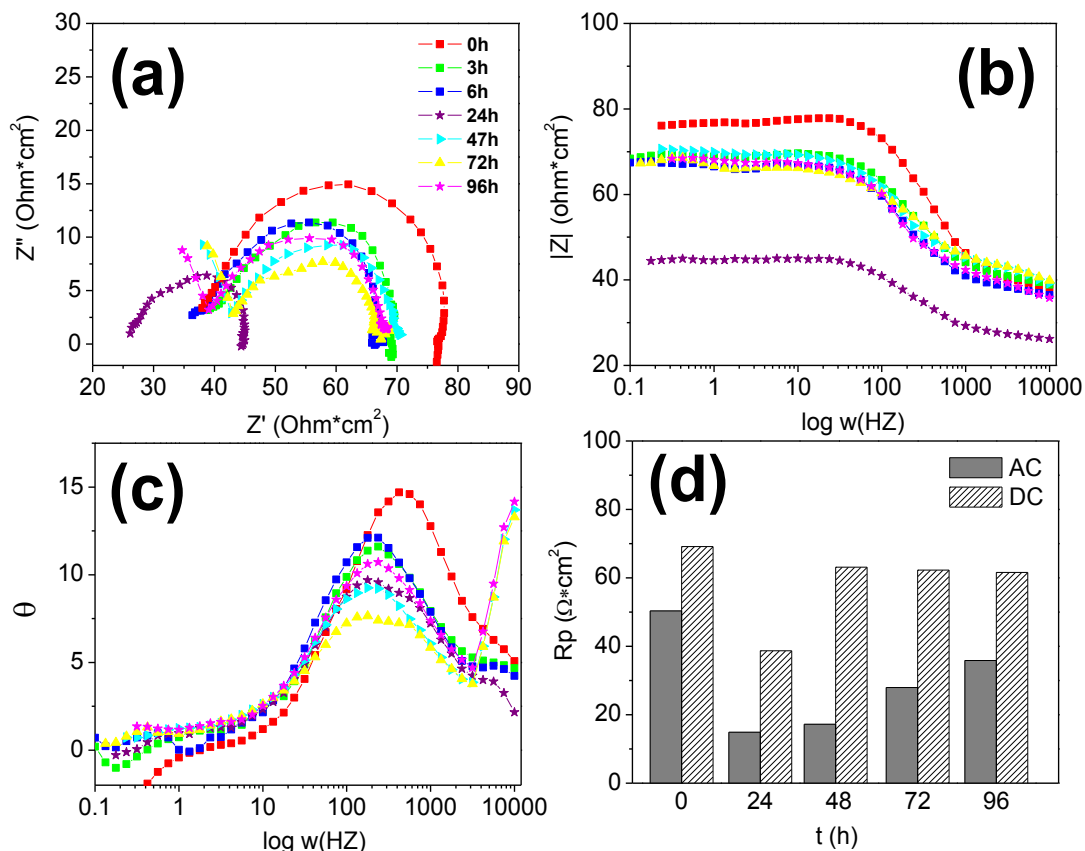 (a)
30
25
20
15
10
5
0
Z'' (Ohm*cm²)
20 30 40 50 60 70 80 90
Z' (Ohm*cm²)
0h
3h
6h
24h
47h
72h
96h
(b)
100
80
60
40
20
|Z| (ohm*cm²)
0.1 1 10 100 1000 10000
log w(HZ)
(c)
15
10
5
0
θ
0.1 1 10 100 1000 10000
log w(HZ)
(d)
100
80
60
40
20
0
Rp (Ω*cm²)
AC
DC
0 24 48 72 96
t (h)